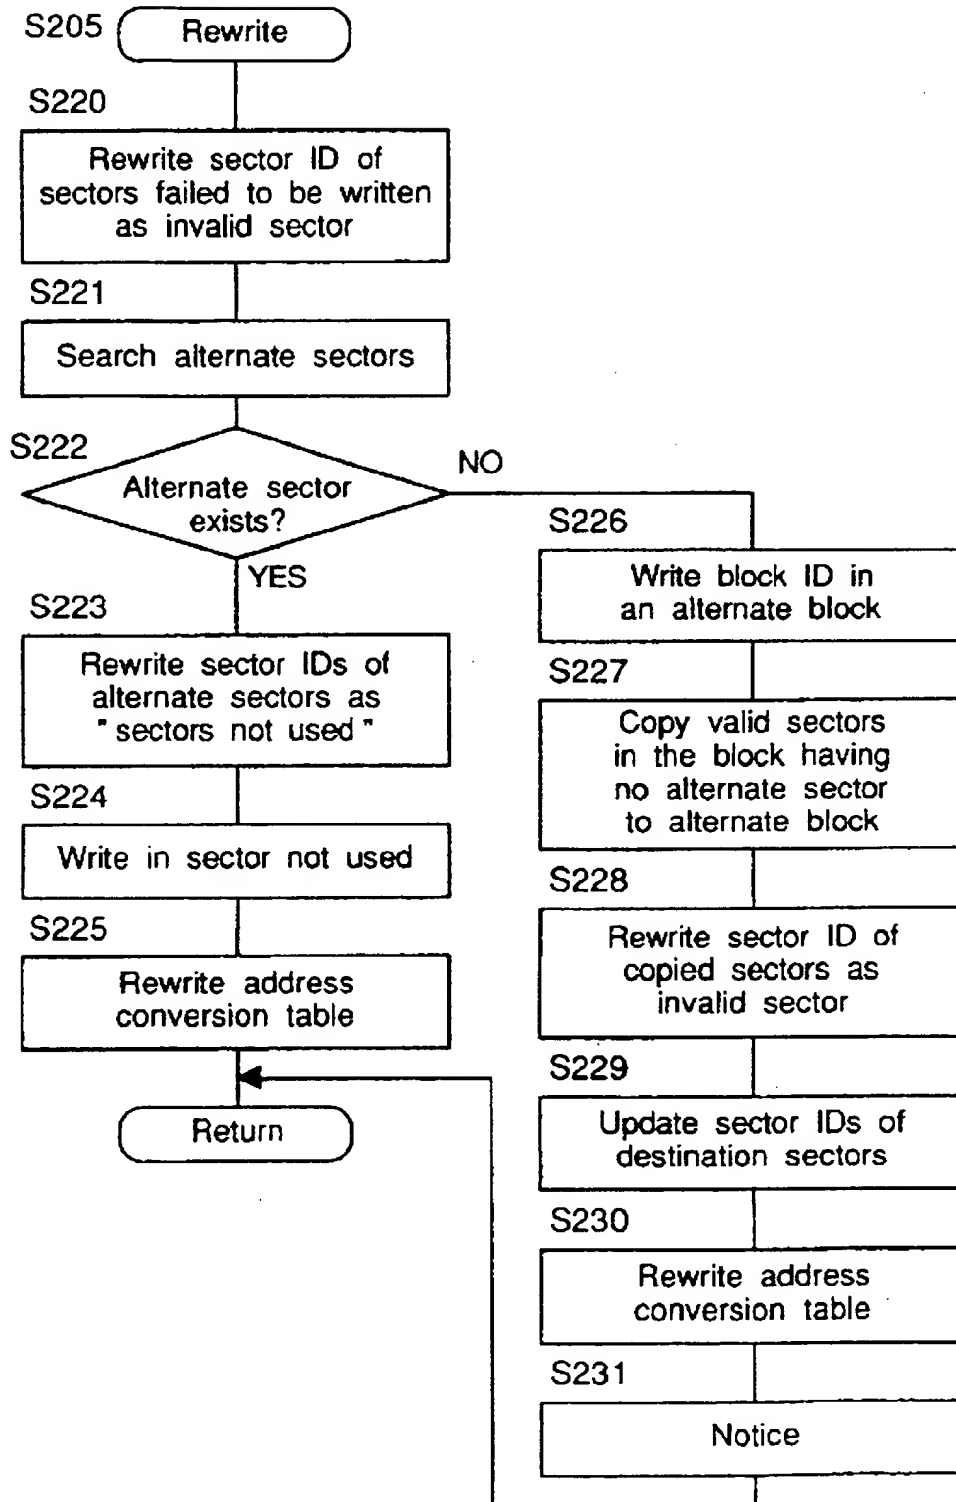 S205
Rewrite
S220
Rewrite sector ID of
sectors failed to be written
as invalid sector
S221
Search alternate sectors
S222
Alternate sector
exists?
NO
YES
S223
Rewrite sector IDs of
alternate sectors as
"sectors not used"
S224
Write in sector not used
S225
Rewrite address
conversion table
Return
S226
Write block ID in
an alternate block
S227
Copy valid sectors
in the block having
no alternate sector
to alternate block
S228
Rewrite sector ID of
copied sectors as
invalid sector
S229
Update sector IDs of
destination sectors
S230
Rewrite address
conversion table
S231
Notice